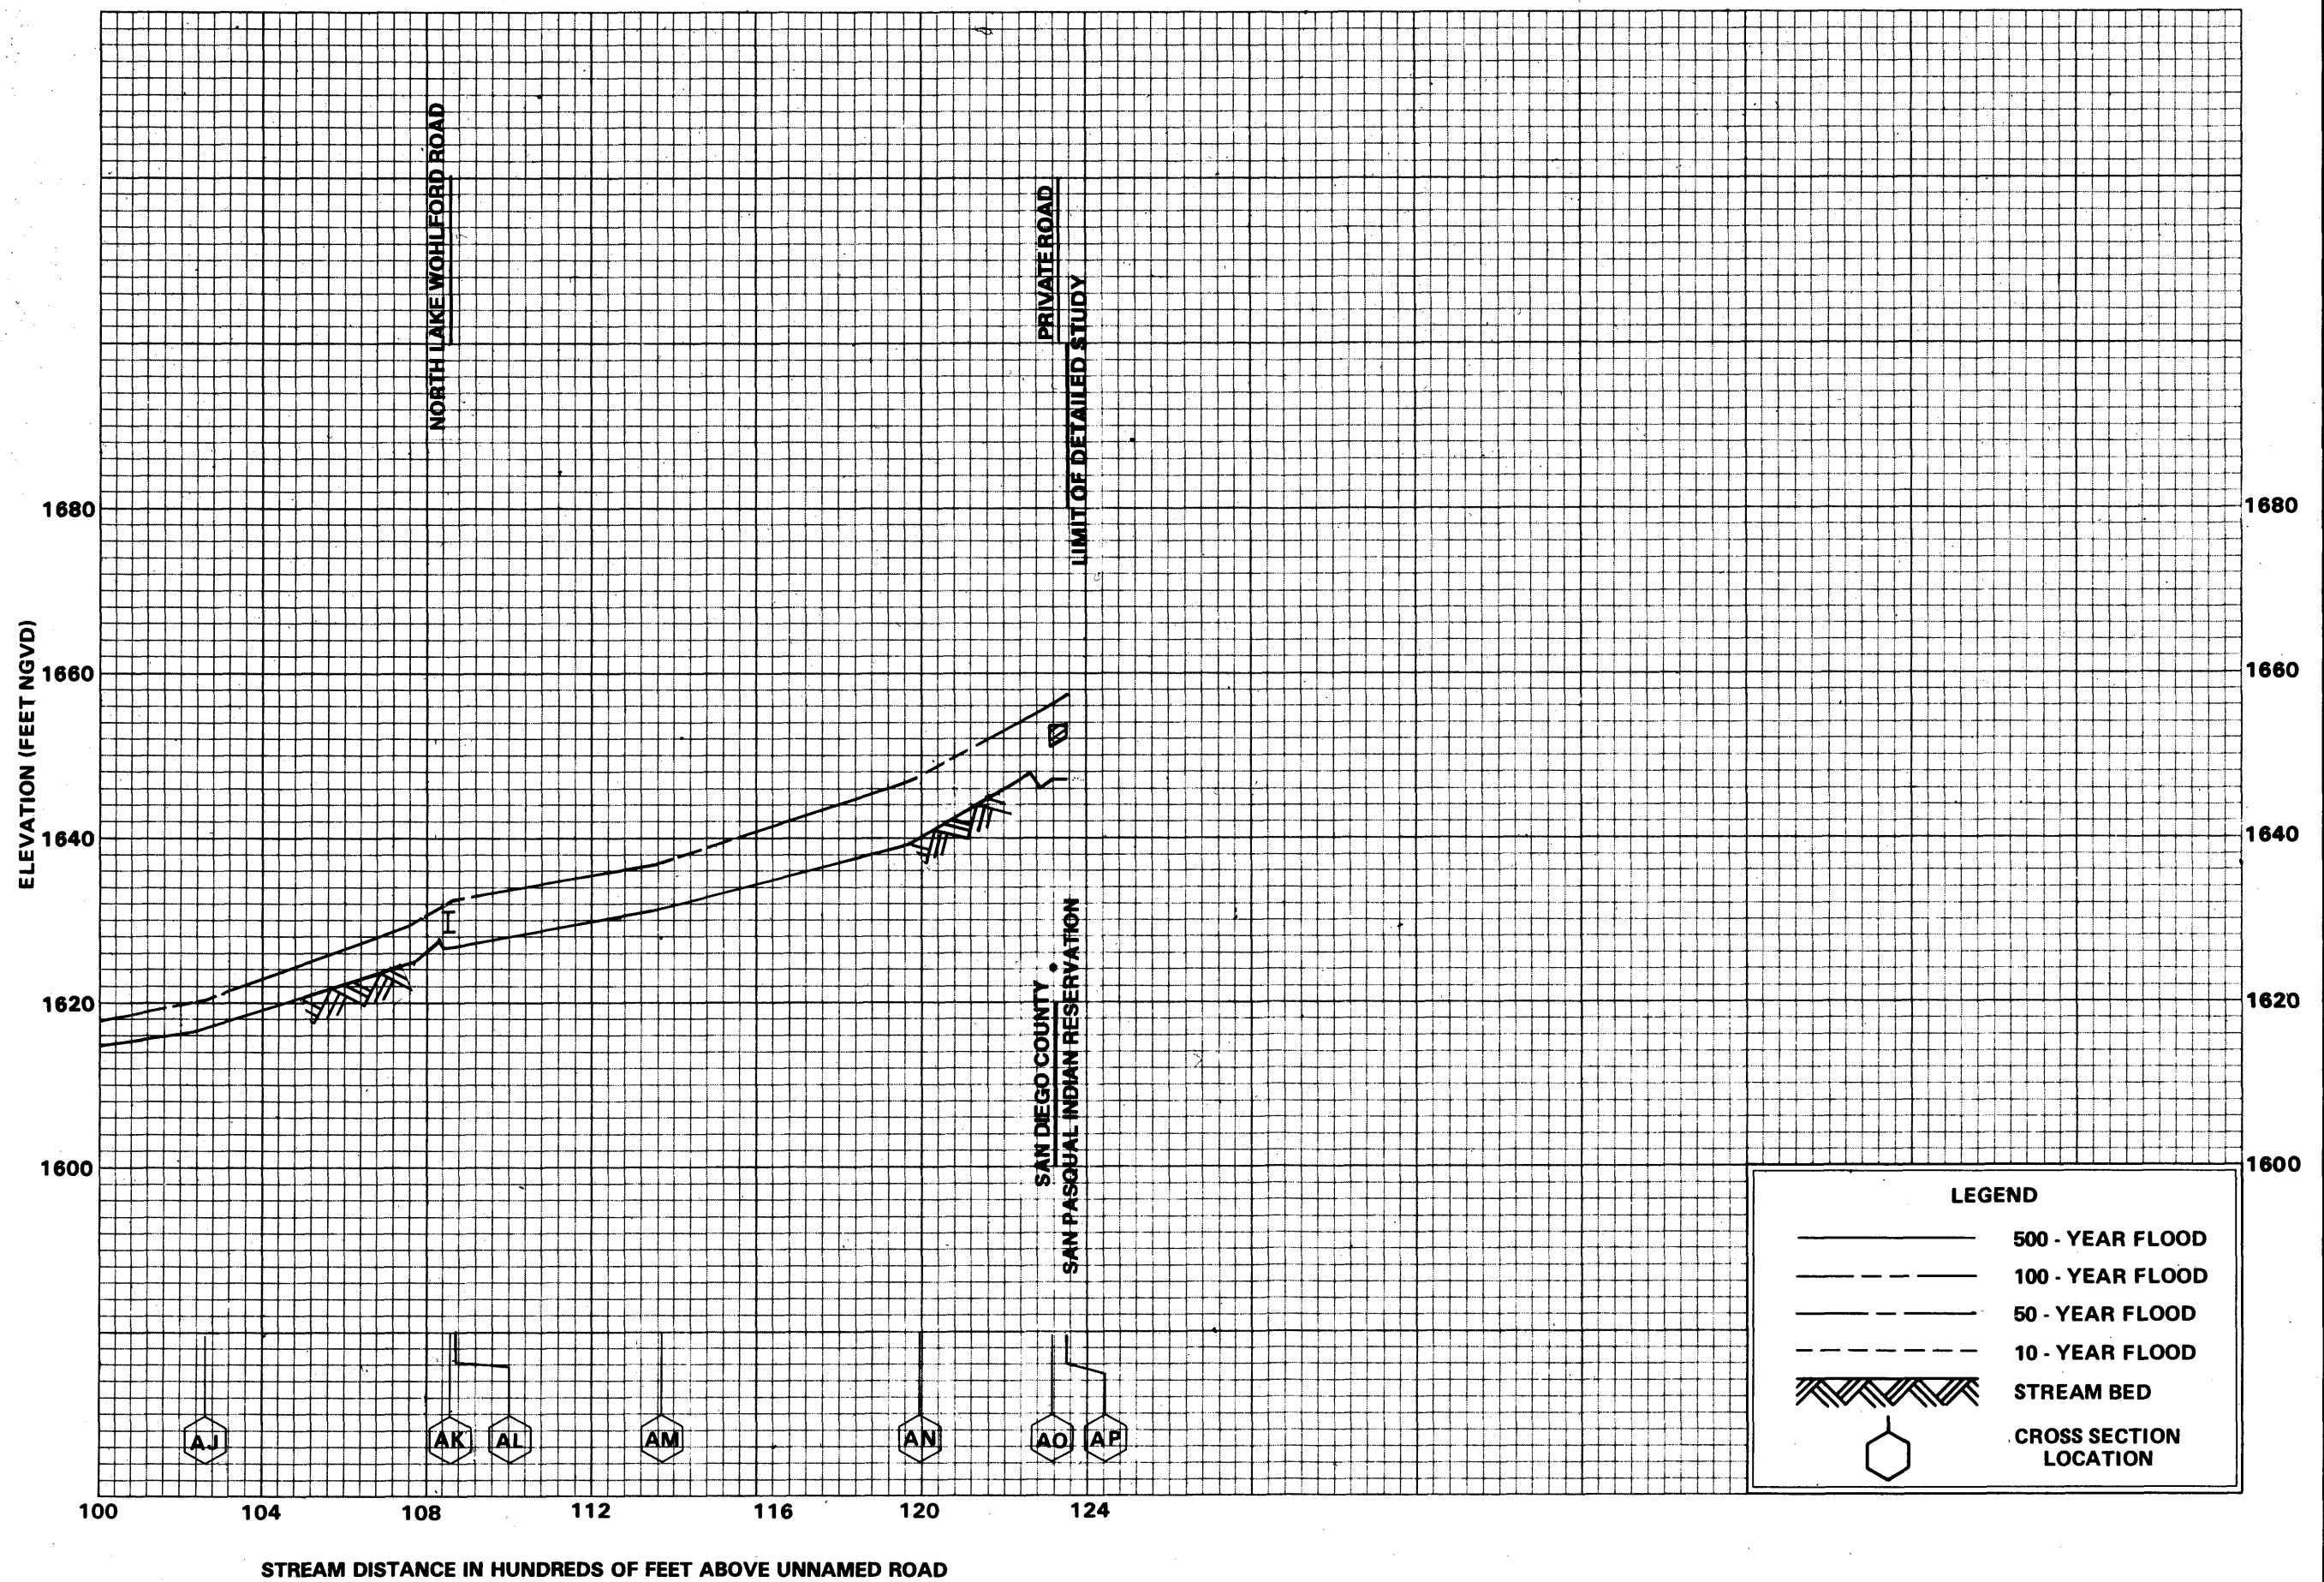 NORTH LAKE WOHLFORD ROAD
PRIVATE ROAD
LIMIT OF DETAILED STUDY
1680
1680
1660
1660
ELEVATION (FEET NGVD)
1640
1640
1620
1620
SAN DIEGO COUNTY
SAN PASQUAL INDIAN RESERVATION
1600
1600
LEGEND
500 - YEAR FLOOD
100 - YEAR FLOOD
50 - YEAR FLOOD
10 - YEAR FLOOD
STREAM BED
CROSS SECTION
LOCATION
AJ
AK
AL
AM
AN
AO
AP
100
104
108
112
116
120
124
STREAM DISTANCE IN HUNDREDS OF FEET ABOVE UNNAMED ROAD